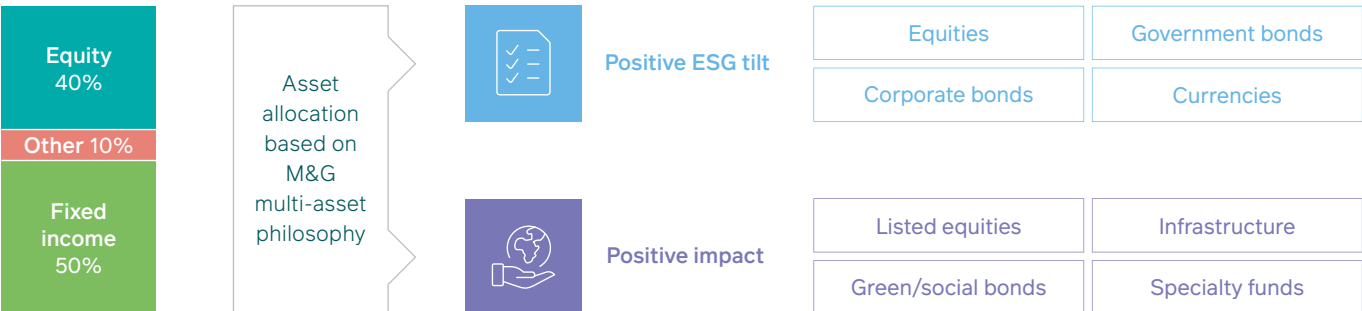 Equity
40%
Other 10%
Fixed
income
50%
Asset
allocation
based on
M&G
multi-asset
philosophy
Positive ESG tilt
Equities
Government bonds
Corporate bonds
Currencies
Positive impact
Listed equities
Infrastructure
Green/social bonds
Specialty funds